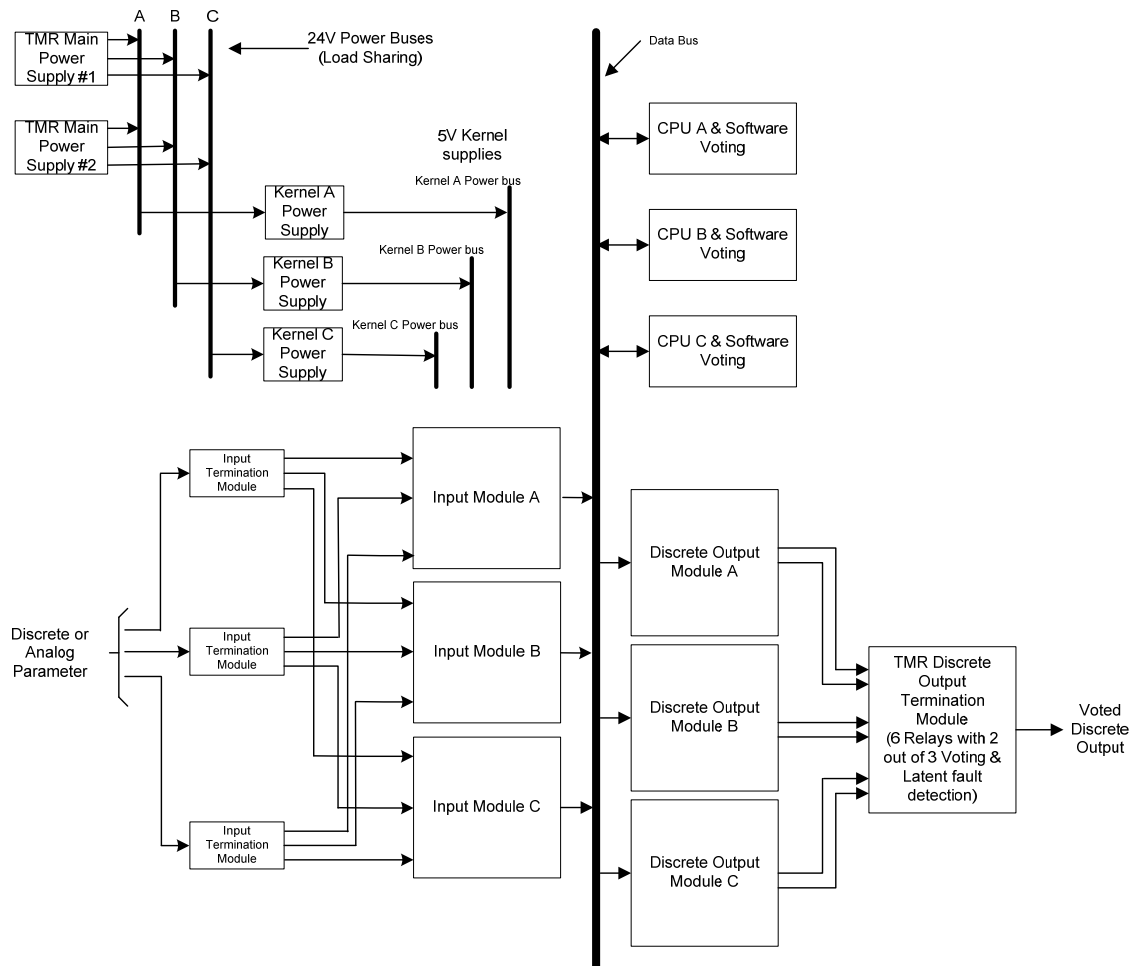 A B C
TMR Main
Power
Supply #1
24V Power Buses
(Load Sharing)
Data Bus
TMR Main
Power
Supply #2
5V Kernel
supplies
Kernel A Power bus
Kernel A
Power
Supply
Kernel B Power bus
Kernel B
Power
Supply
Kernel C Power bus
Kernel C
Power
Supply
CPU A & Software
Voting
CPU B & Software
Voting
CPU C & Software
Voting
Discrete or
Analog
Parameter
Input
Termination
Module
Input
Termination
Module
Input
Termination
Module
Input Module A
Input Module B
Input Module C
Discrete Output
Module A
Discrete Output
Module B
Discrete Output
Module C
TMR Discrete
Output
Termination
Module
(6 Relays with 2
out of 3 Voting &
Latent fault
detection)
Voted
Discrete
Output